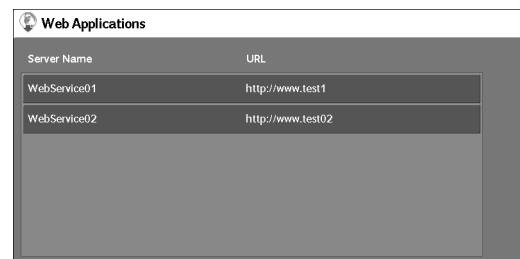 Web Applications
Server Name URL
WebService01 http://www.test1
WebService02 http://www.test02